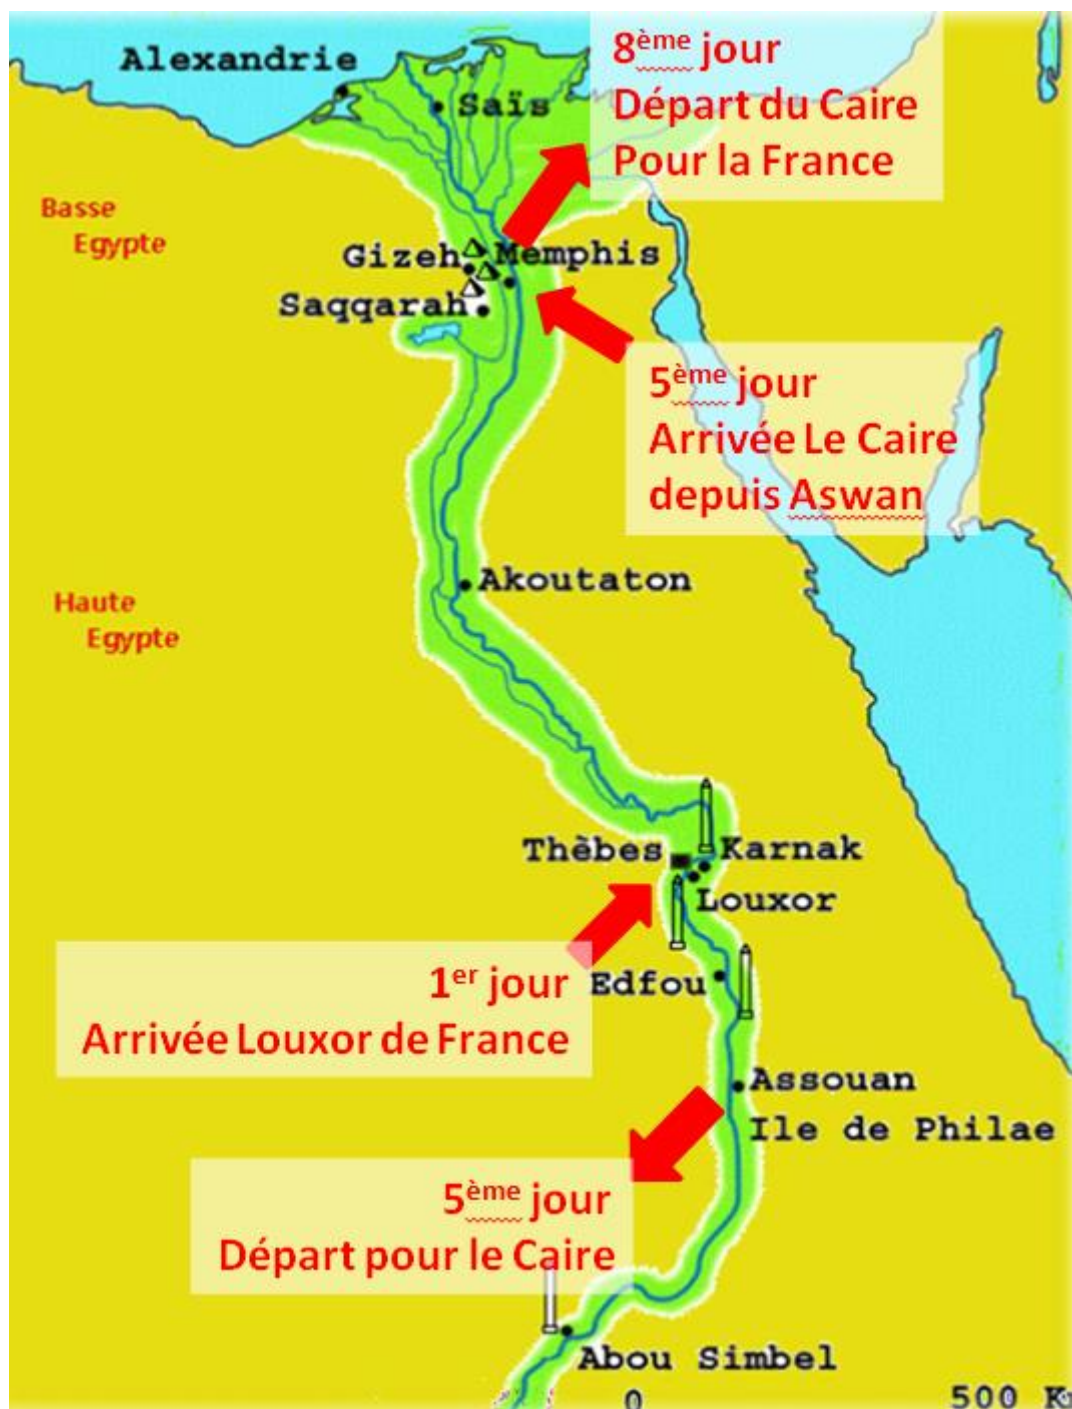 8ème jour
Départ du Caire
Pour la France
Alexandrie
Saïs
Basse
Egypte
Gizeh
Memphis
Saqqarah
5ème jour
Arrivée Le Caire
depuis Aswan
Akoutaton
Haute
Egypte
Thèbes
Karnak
Louxor
1er jour
Arrivée Louxor de France
Edfou
Assouan
Ile de Philae
5ème jour
Départ pour le Caire
Abou Simbel
0 500 K